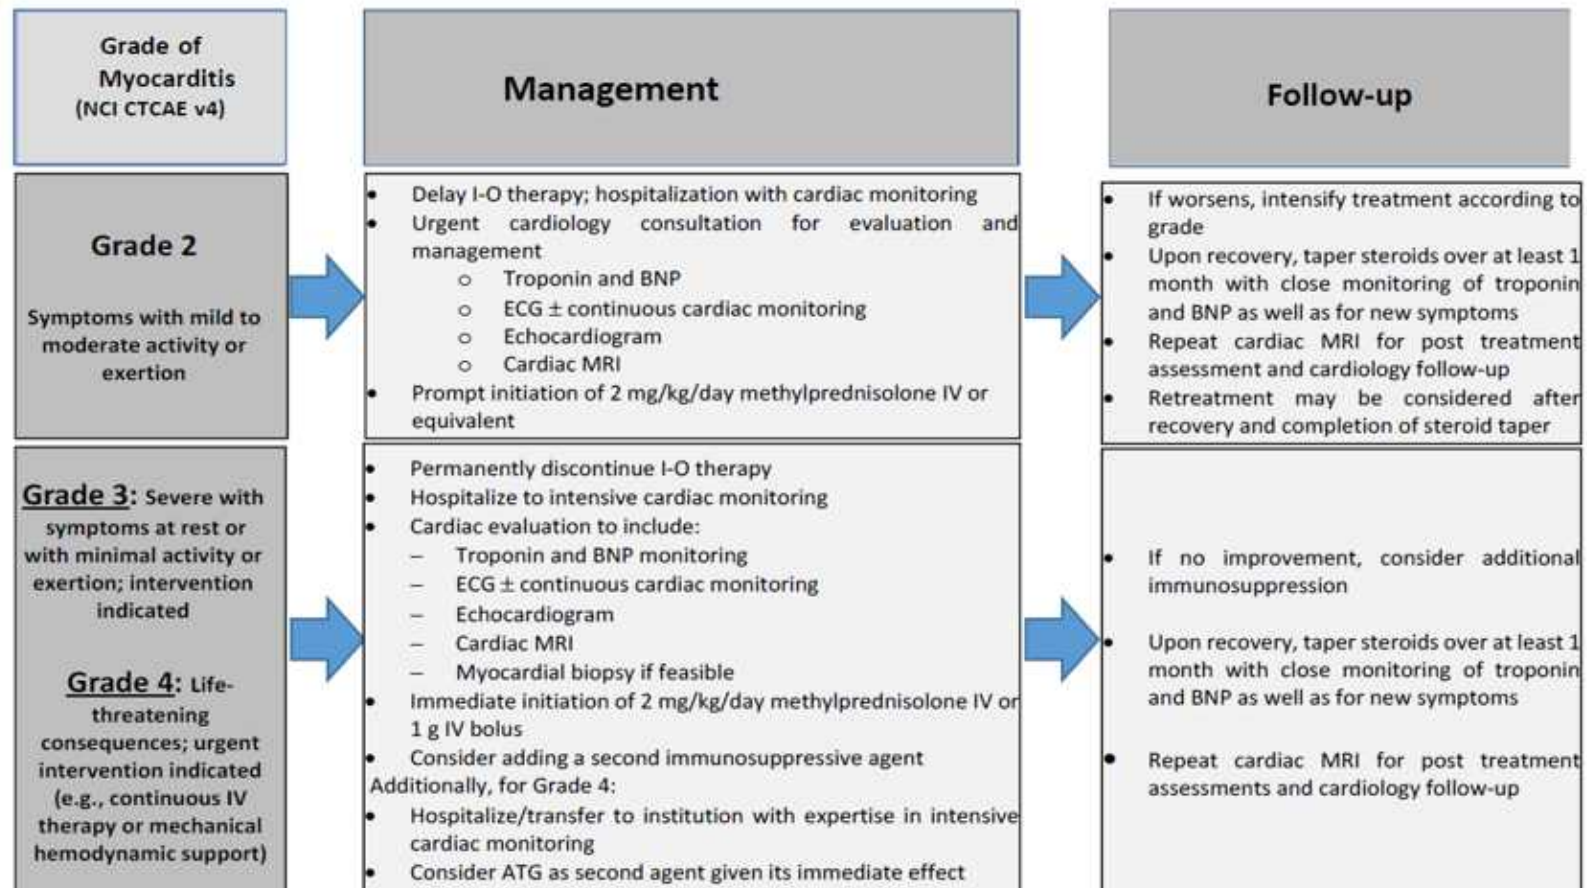 Grade of
Myocarditis
(NCI CTCAE v4)
Management
Follow-up
Grade 2
Symptoms with mild to
moderate activity or
exertion
• Delay I-O therapy; hospitalization with cardiac monitoring
• Urgent cardiology consultation for evaluation and
management
o Troponin and BNP
o ECG ± continuous cardiac monitoring
o Echocardiogram
o Cardiac MRI
• Prompt initiation of 2 mg/kg/day methylprednisolone IV or
equivalent
• If worsens, intensify treatment according to
grade
• Upon recovery, taper steroids over at least 1
month with close monitoring of troponin
and BNP as well as for new symptoms
• Repeat cardiac MRI for post treatment
assessment and cardiology follow-up
• Retreatment may be considered after
recovery and completion of steroid taper
Grade 3: Severe with
symptoms at rest or
with minimal activity or
exertion; intervention
indicated
Grade 4: Life-
threatening
consequences; urgent
intervention indicated
(e.g., continuous IV
therapy or mechanical
hemodynamic support)
• Permanently discontinue I-O therapy
• Hospitalize to intensive cardiac monitoring
• Cardiac evaluation to include:
– Troponin and BNP monitoring
– ECG ± continuous cardiac monitoring
– Echocardiogram
– Cardiac MRI
– Myocardial biopsy if feasible
• Immediate initiation of 2 mg/kg/day methylprednisolone IV or
1 g IV bolus
• Consider adding a second immunosuppressive agent
Additionally, for Grade 4:
• Hospitalize/transfer to institution with expertise in intensive
cardiac monitoring
• Consider ATG as second agent given its immediate effect
• If no improvement, consider additional
immunosuppression
• Upon recovery, taper steroids over at least 1
month with close monitoring of troponin
and BNP as well as for new symptoms
• Repeat cardiac MRI for post treatment
assessments and cardiology follow-up